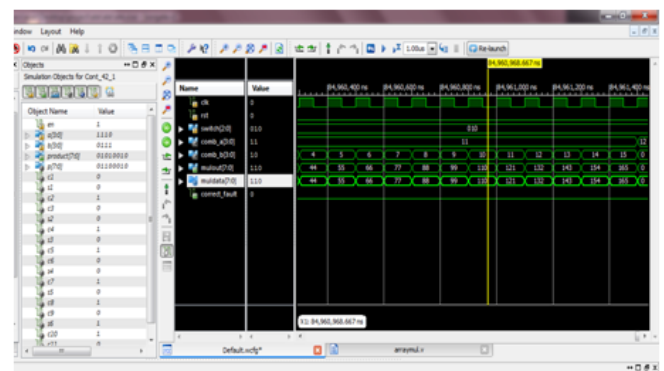 ndow Layout Help
1.00us Re-launch
Objects
Simulation Objects for Cont_42_1
Object Name Value
en 1
a[3:0] 1110
b[3:0] 0111
product[7:0] 01010010
p[7:0] 01100010
c1 0
s1 0
c2 1
c3 0
s2 0
c4 1
s3 0
c5 1
c6 0
s4 0
c7 1
s5 0
c8 1
c9 0
s6 1
c10 1
c11 0
Name Value
clk 0
rst 0
switch[2:0] 010
comb_a[3:0] 11
comb_b[3:0] 10
mulout[7:0] 110
muldata[7:0] 110
correct_fault 0
84,960,968.667 ns
84,960,400 ns 84,960,600 ns 84,960,800 ns 84,961,000 ns 84,961,200 ns 84,961,400 ns
010
11 12
4 5 6 7 8 9 10 11 12 13 14 15 0
44 55 66 77 88 99 110 121 132 143 154 165 0
44 55 66 77 88 99 110 121 132 143 154 165 0
X1: 84,960,968.667 ns
Default.wcfg* arraymul.v